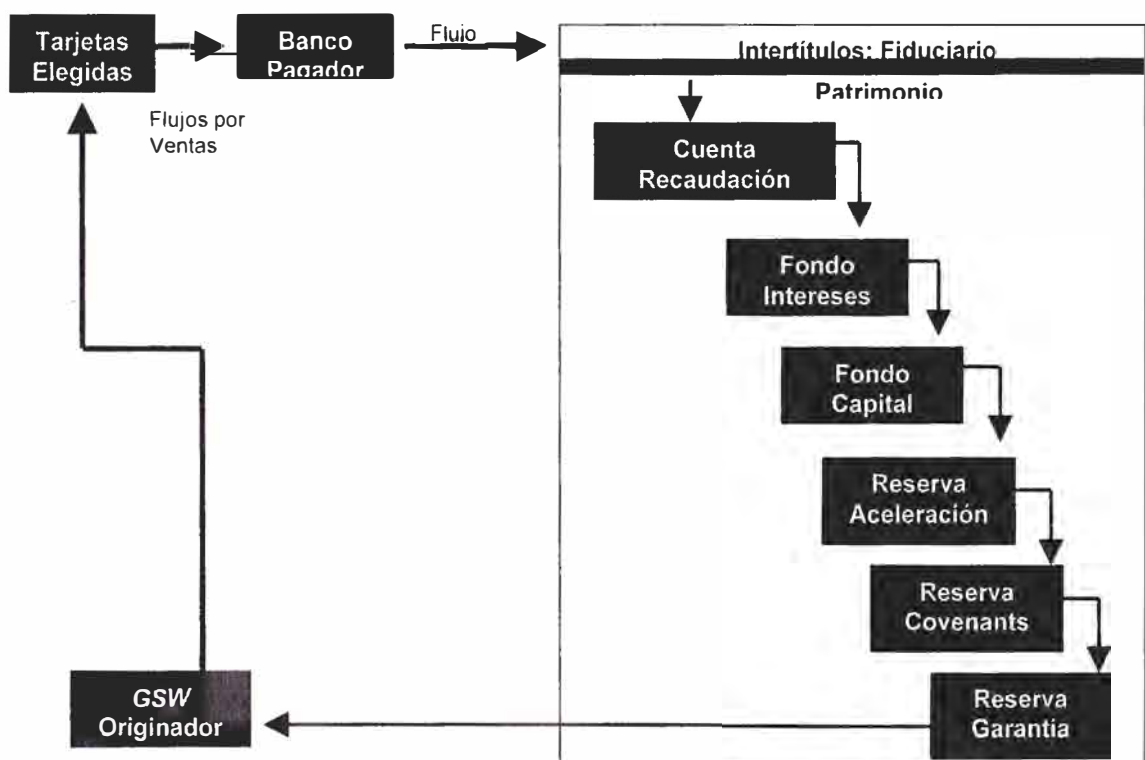 Tarjetas
Elegidas
Banco
Pagador
Flujo
Intertítulos: Fiduciario
Patrimonio
Flujos por
Ventas
Cuenta
Recaudación
Fondo
Intereses
Fondo
Capital
Reserva
Aceleración
Reserva
Covenants
GSW
Originador
Reserva
Garantia